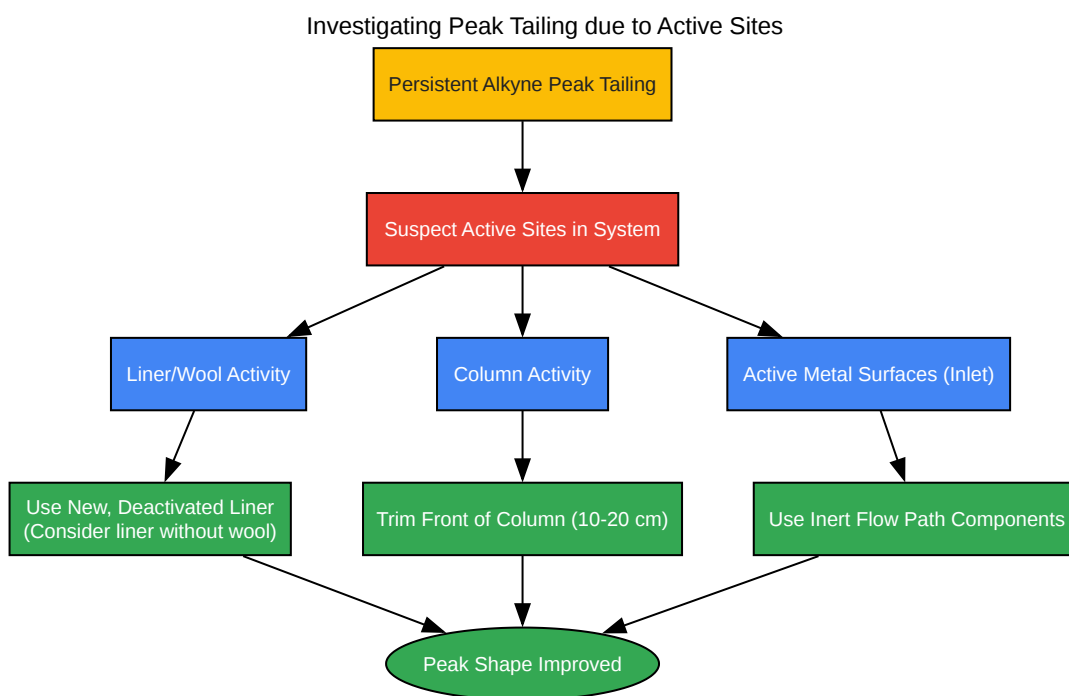 Investigating Peak Tailing due to Active Sites
Persistent Alkyne Peak Tailing
Suspect Active Sites in System
Liner/Wool Activity
Column Activity
Active Metal Surfaces (Inlet)
Use New, Deactivated Liner
(Consider liner without wool)
Trim Front of Column (10-20 cm)
Use Inert Flow Path Components
Peak Shape Improved